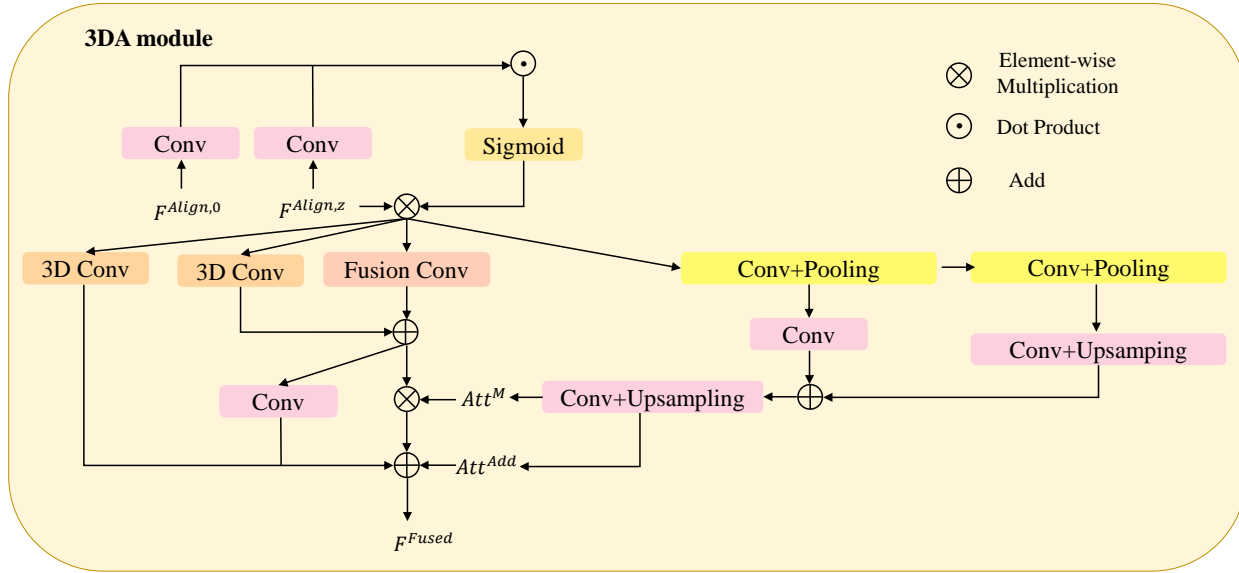 3DA module
Element-wise
Multiplication
Dot Product
Add
Conv
Conv
Sigmoid
F^{Align,0}
F^{Align,z}
3D Conv
3D Conv
Fusion Conv
Conv+Pooling
Conv+Pooling
Conv
Conv+Upsamping
Conv
Att^M
Conv+Upsampling
Att^{Add}
F^{Fused}